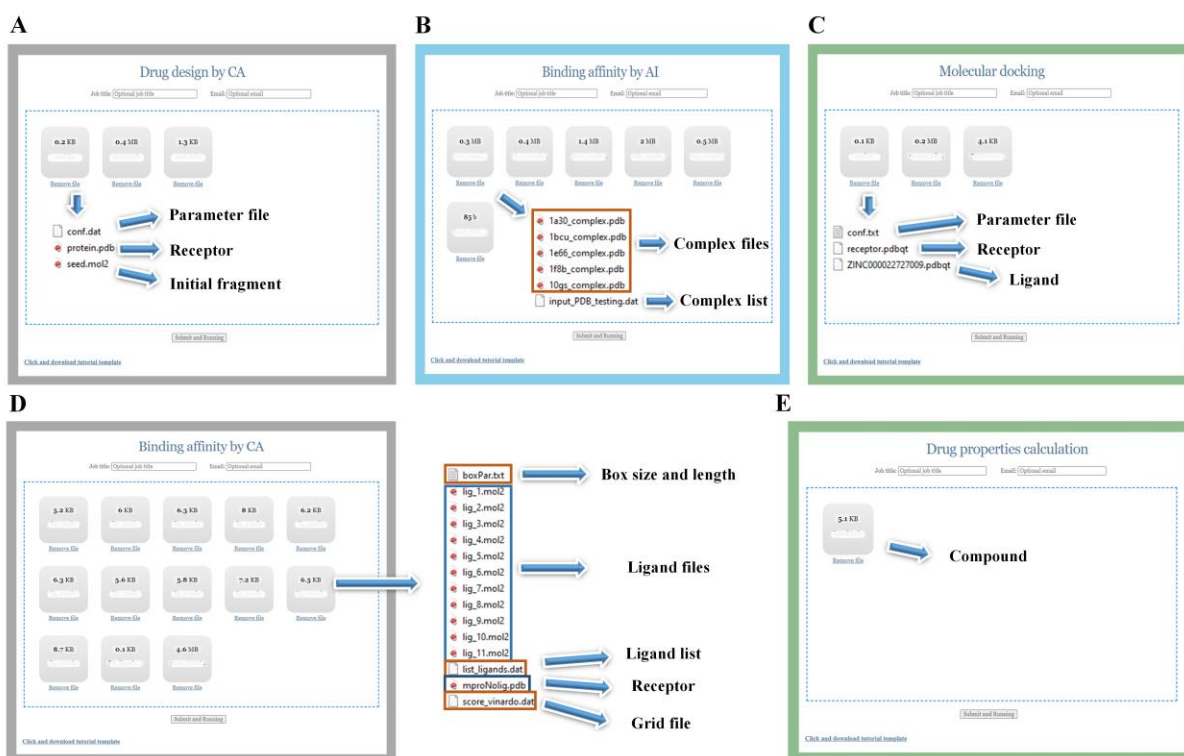 A
Drug design by CA
Job title: Optional job title Email: Optional email
0.2 KB 0.4 MB 1.3 KB
Remove file Remove file Remove file
conf.dat Parameter file
protein.pdb Receptor
seed.mol2 Initial fragment
Submit and Running
Click and download tutorial template
B
Binding affinity by AI
Job title: Optional job title Email: Optional email
0.3 MB 0.4 MB 1.4 MB 2 MB 0.5 MB
Remove file Remove file Remove file Remove file Remove file
85 b
Remove file
1a30_complex.pdb
1bcu_complex.pdb
1e66_complex.pdb
1f8b_complex.pdb
10gs_complex.pdb
Complex files
input_PDB_testing.dat Complex list
Submit and Running
Click and download tutorial template
C
Molecular docking
Job title: Optional job title Email: Optional email
0.1 KB 0.2 MB 4.1 KB
Remove file Remove file Remove file
conf.txt Parameter file
receptor.pdbqt Receptor
ZINC000022727009.pdbqt Ligand
Submit and Running
Click and download tutorial template
D
Binding affinity by CA
Job title: Optional job title Email: Optional email
5.2 KB 6 KB 6.3 KB 8 KB 6.2 KB
Remove file Remove file Remove file Remove file Remove file
6.3 KB 5.6 KB 5.8 KB 7.2 KB 6.5 KB
Remove file Remove file Remove file Remove file Remove file
8.7 KB 0.1 KB 4.6 MB
Remove file Remove file Remove file
Submit and Running
Click and download tutorial template
boxPar.txt Box size and length
lig_1.mol2
lig_2.mol2
lig_3.mol2
lig_4.mol2
lig_5.mol2
lig_6.mol2
lig_7.mol2
lig_8.mol2
lig_9.mol2
lig_10.mol2
lig_11.mol2
Ligand files
list_ligands.dat Ligand list
mproNolig.pdb Receptor
score_vinardo.dat Grid file
E
Drug properties calculation
Job title: Optional job title Email: Optional email
5.1 KB
Remove file
Compound
Submit and Running
Click and download tutorial template